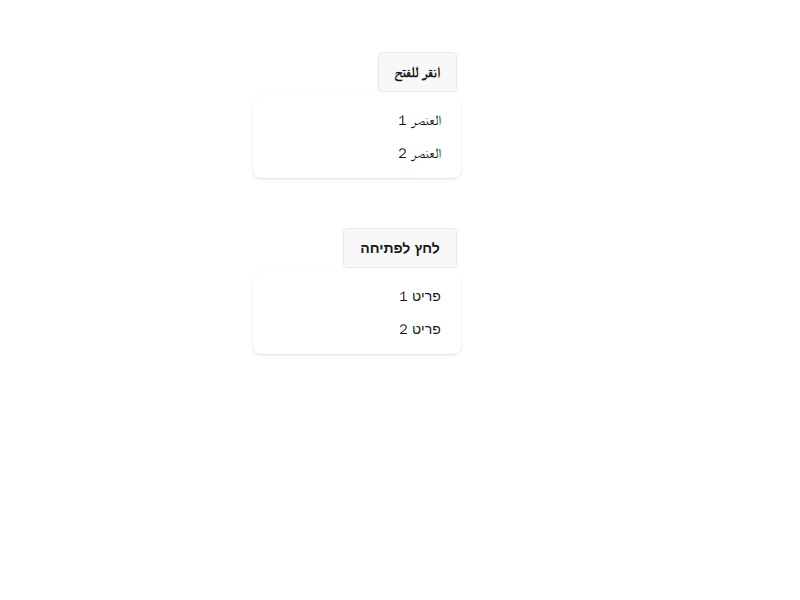 انقر للفتح
العنصر 1
العنصر 2
לחץ לפתיחה
פריט 1
פריט 2